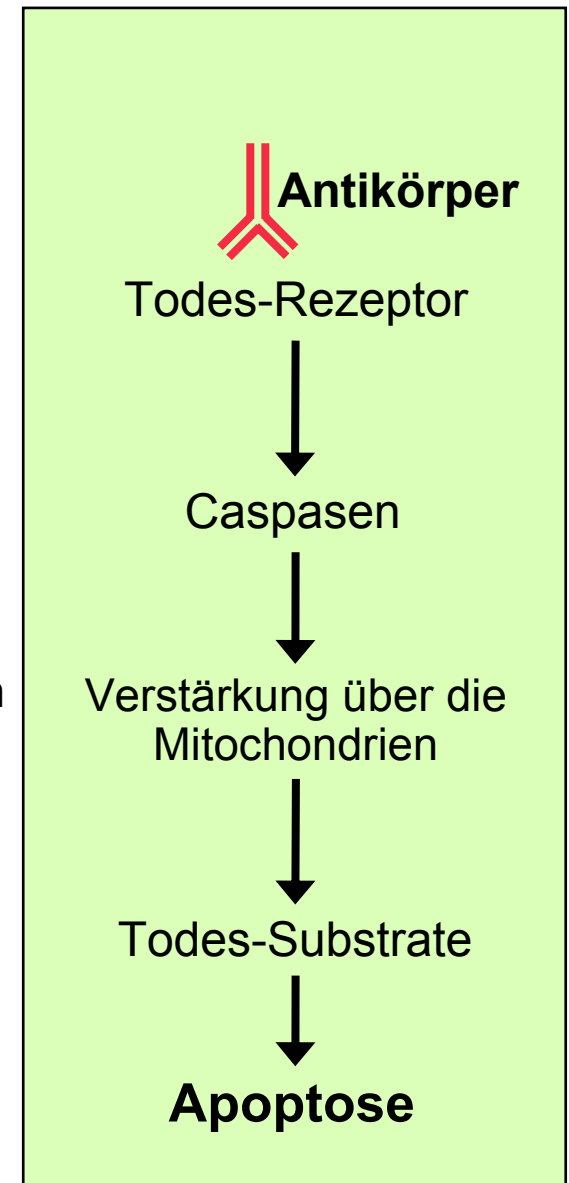 Antikörper
Todes-Rezeptor
Caspasen
Verstärkung über die
Mitochondrien
Todes-Substrate
Apoptose